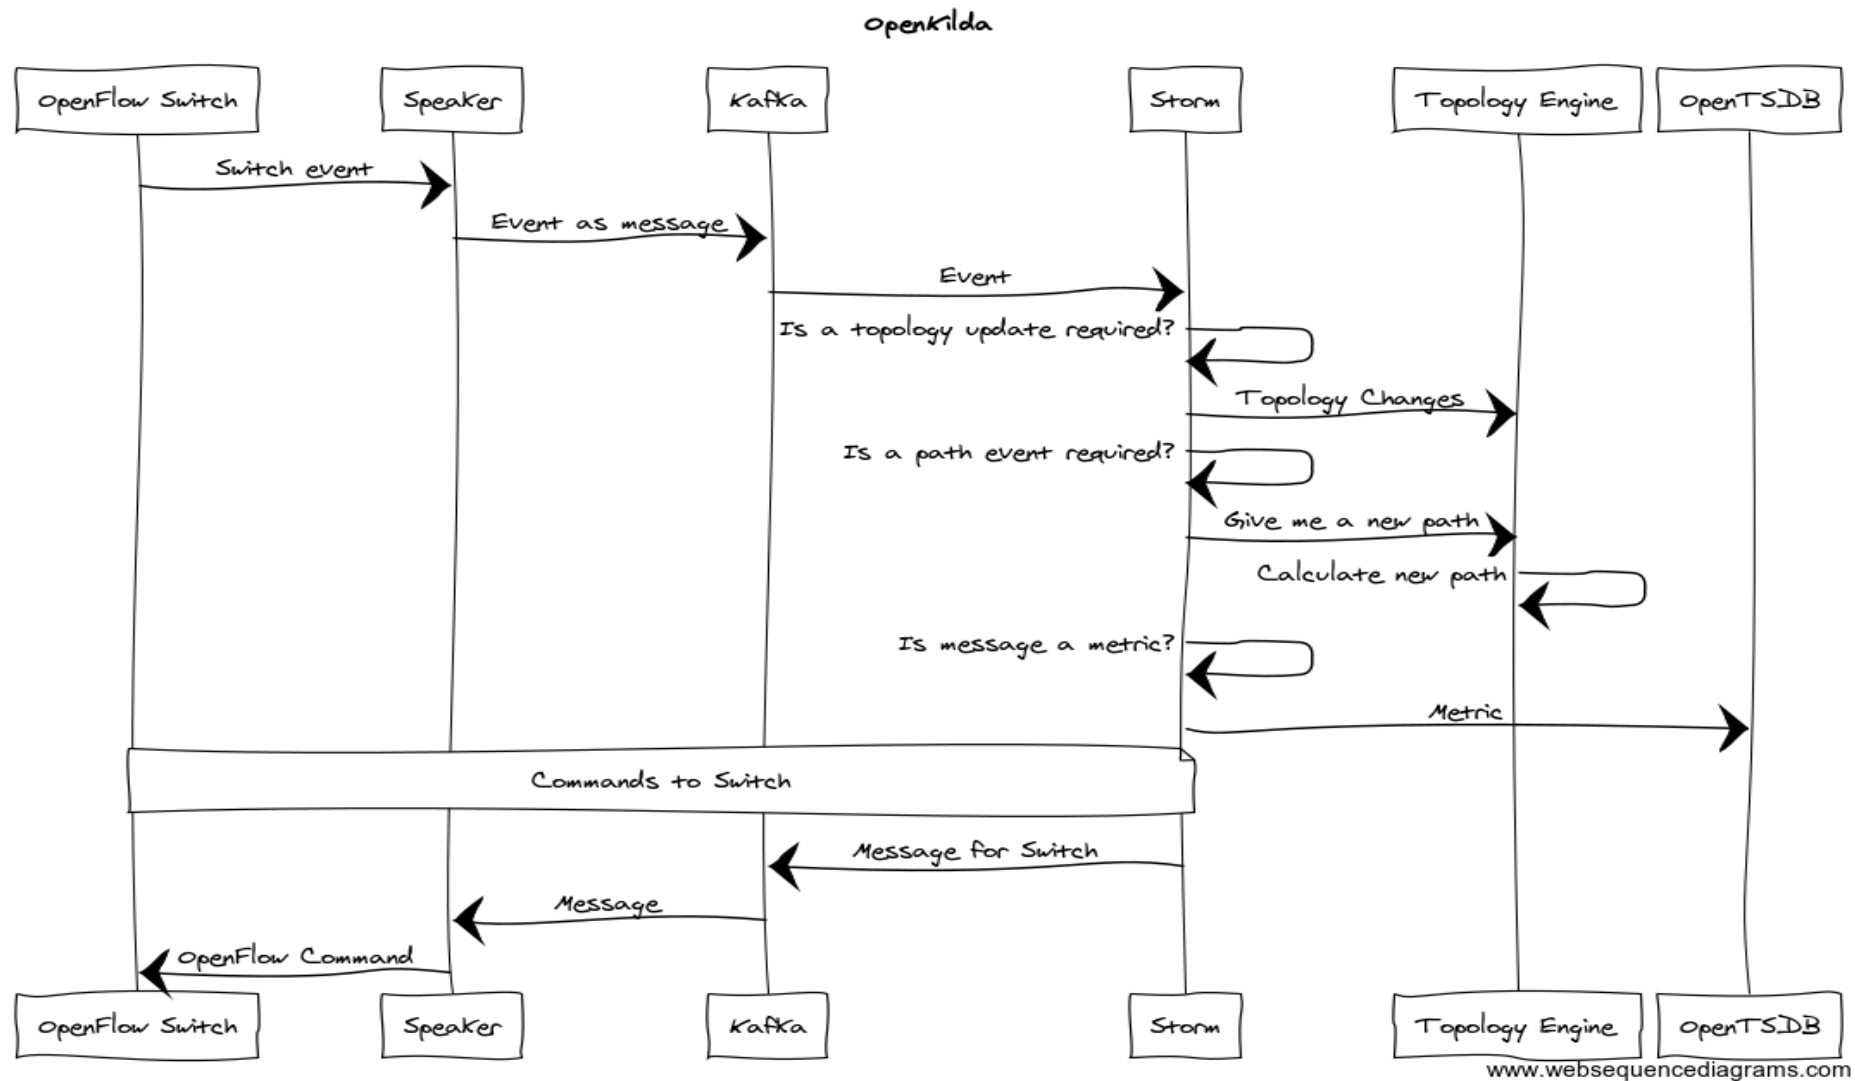 OpenKilda
OpenFlow Switch
Speaker
Kafka
Storm
Topology Engine
OpenTSDB
Switch event
Event as message
Event
Is a topology update required?
Topology Changes
Is a path event required?
Give me a new path
Calculate new path
Is message a metric?
Metric
Commands to Switch
Message for Switch
Message
OpenFlow Command
OpenFlow Switch
Speaker
Kafka
Storm
Topology Engine
OpenTSDB
www.websequencediagrams.com